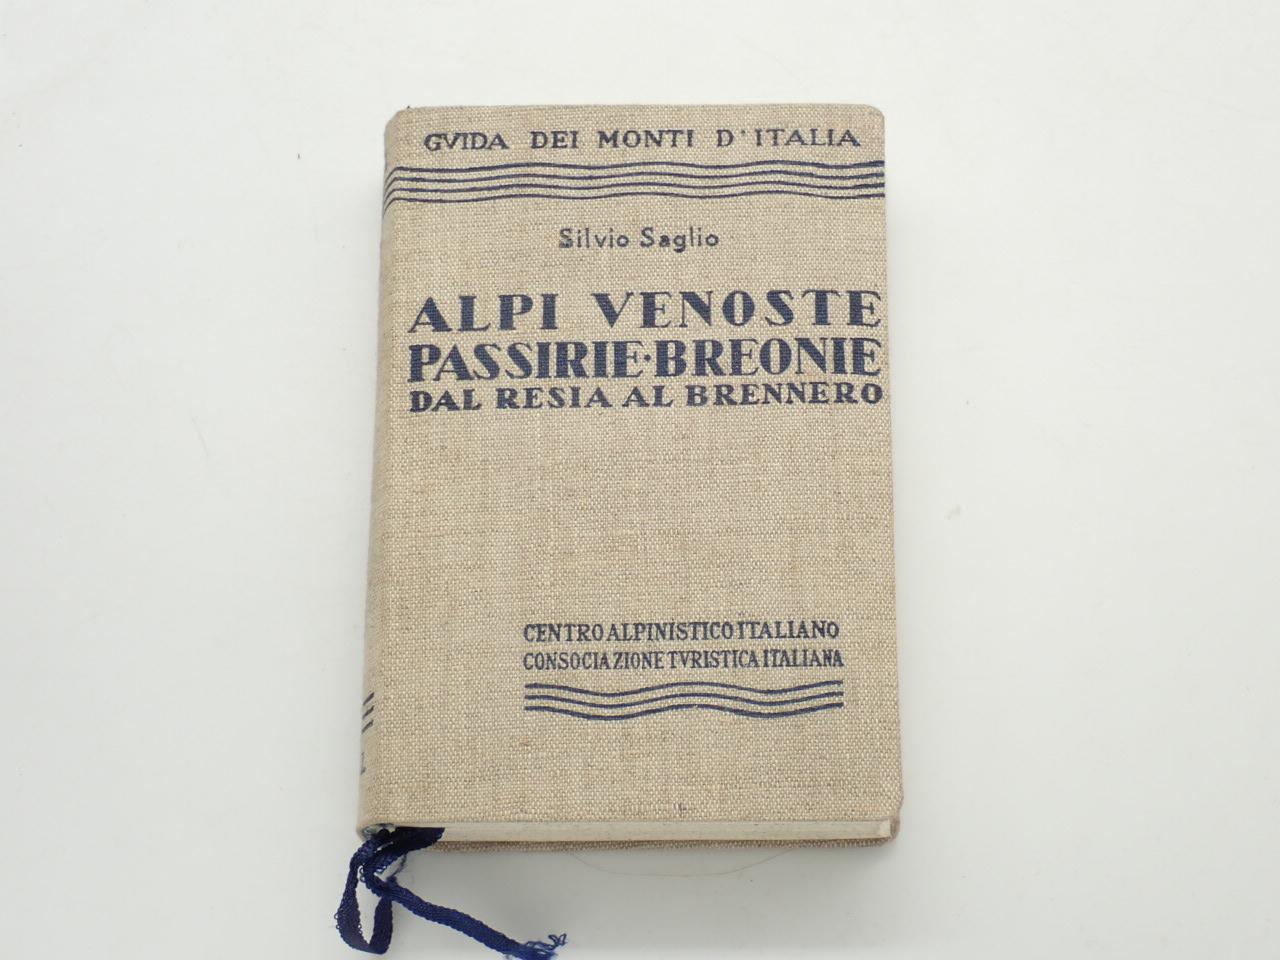 GVIDA DEI MONTI D'ITALIA
Silvio Saglio
ALPI VENOSTE
PASSIRIE·BREONIE
DAL RESIA AL BRENNERO
CENTRO ALPINISTICO ITALIANO
CONSOCIAZIONE TVRISTICA ITALIANA